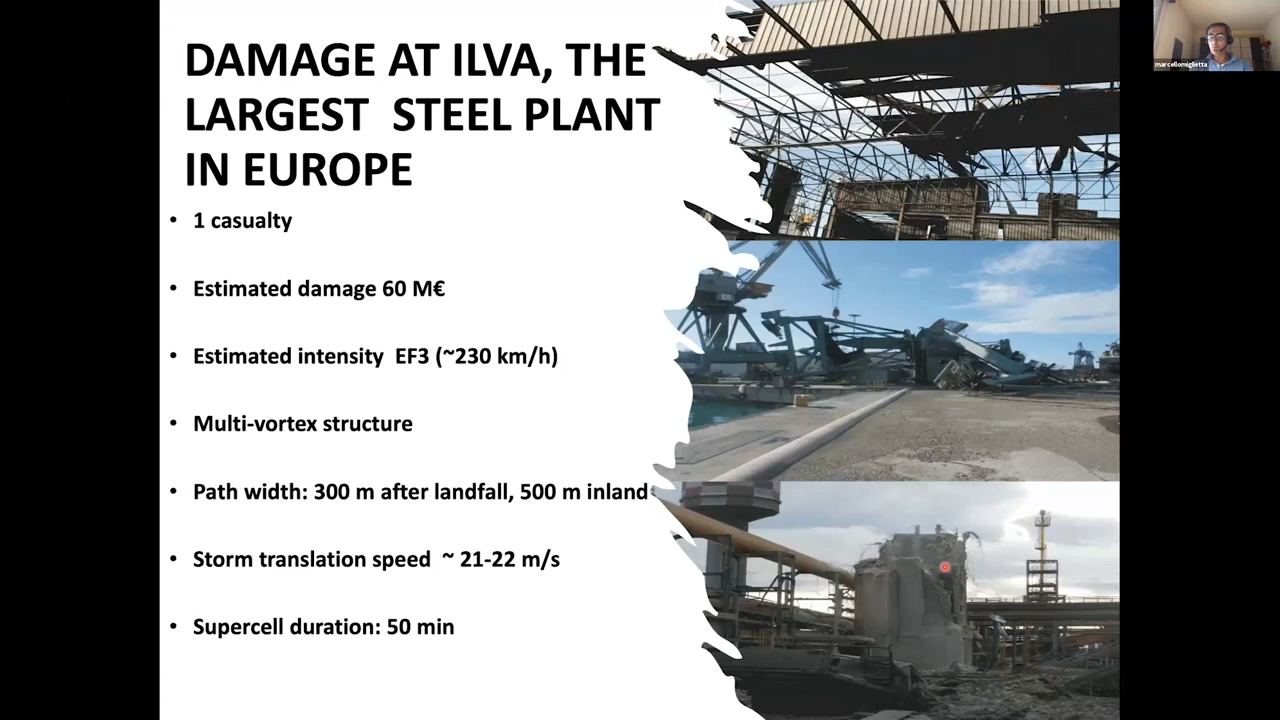 DAMAGE AT ILVA, THE
LARGEST STEEL PLANT
IN EUROPE
• 1 casualty
• Estimated damage 60 M€
• Estimated intensity EF3 (~230 km/h)
• Multi-vortex structure
• Path width: 300 m after landfall, 500 m inland
• Storm translation speed ~ 21-22 m/s
• Supercell duration: 50 min
marcellomiglietta